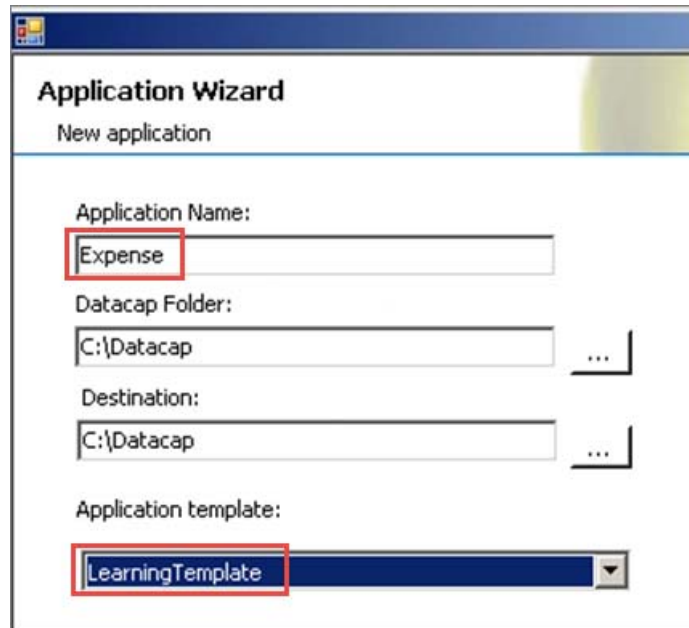 Application Wizard
New application
Application Name:
Expense
Datacap Folder:
C:\Datacap
...
Destination:
C:\Datacap
...
Application template:
LearningTemplate